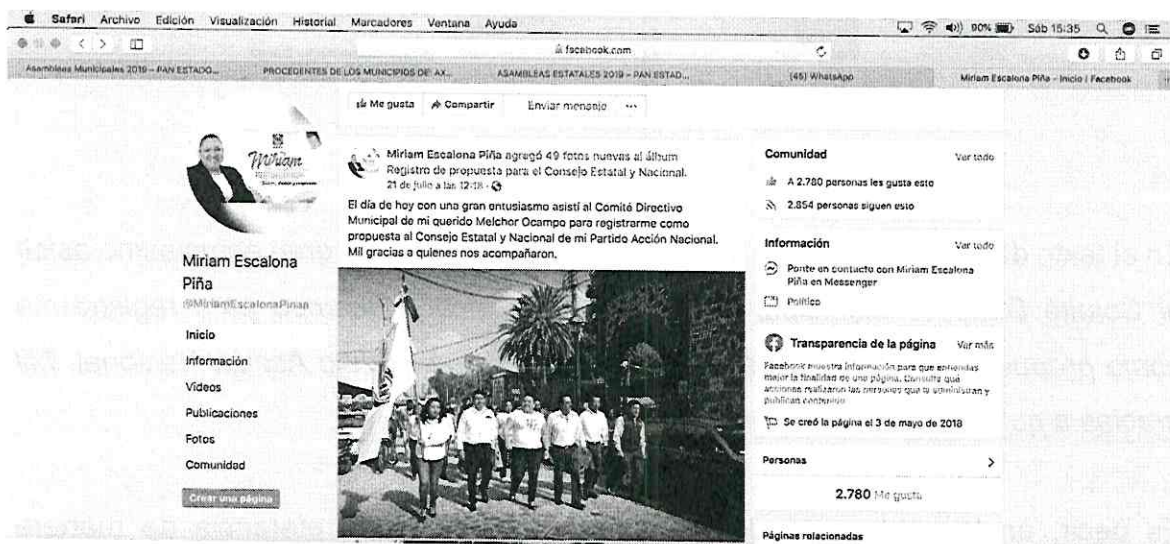 Safari Archivo Edición Visualización Historial Marcadores Ventana Ayuda 90% Sáb 15:35
facebook.com
Asambleas Municipales 2019 – PAN ESTADO... PROCEDENTES DE LOS MUNICIPIOS DE: AX... ASAMBLEAS ESTATALES 2019 – PAN ESTAD... (45) WhatsApp Miriam Escalona Piña – Inicio | Facebook
Me gusta Compartir Enviar mensaje ...
Miriam
Miriam Escalona Piña
@MiriamEscalonaPinap
Inicio
Información
Videos
Publicaciones
Fotos
Comunidad
Crear una página
Miriam Escalona Piña agregó 49 fotos nuevas al álbum
Registro de propuesta para el Consejo Estatal y Nacional.
21 de julio a las 12:18 ·
El día de hoy con una gran entusiasmo asistí al Comité Directivo
Municipal de mi querido Melchor Ocampo para registrarme como
propuesta al Consejo Estatal y Nacional de mi Partido Acción Nacional.
Mil gracias a quienes nos acompañaron.
Comunidad Ver todo
A 2.780 personas les gusta esto
2.854 personas siguen esto
Información Ver todo
Ponte en contacto con Miriam Escalona
Piña en Messenger
Político
Transparencia de la página Ver más
Facebook muestra información para que entiendas
mejor la finalidad de una página. Consulta qué
acciones realizaron las personas que la administran y
publican contenido.
Se creó la página el 3 de mayo de 2018
Personas
2.780 Me gusta
Páginas relacionadas